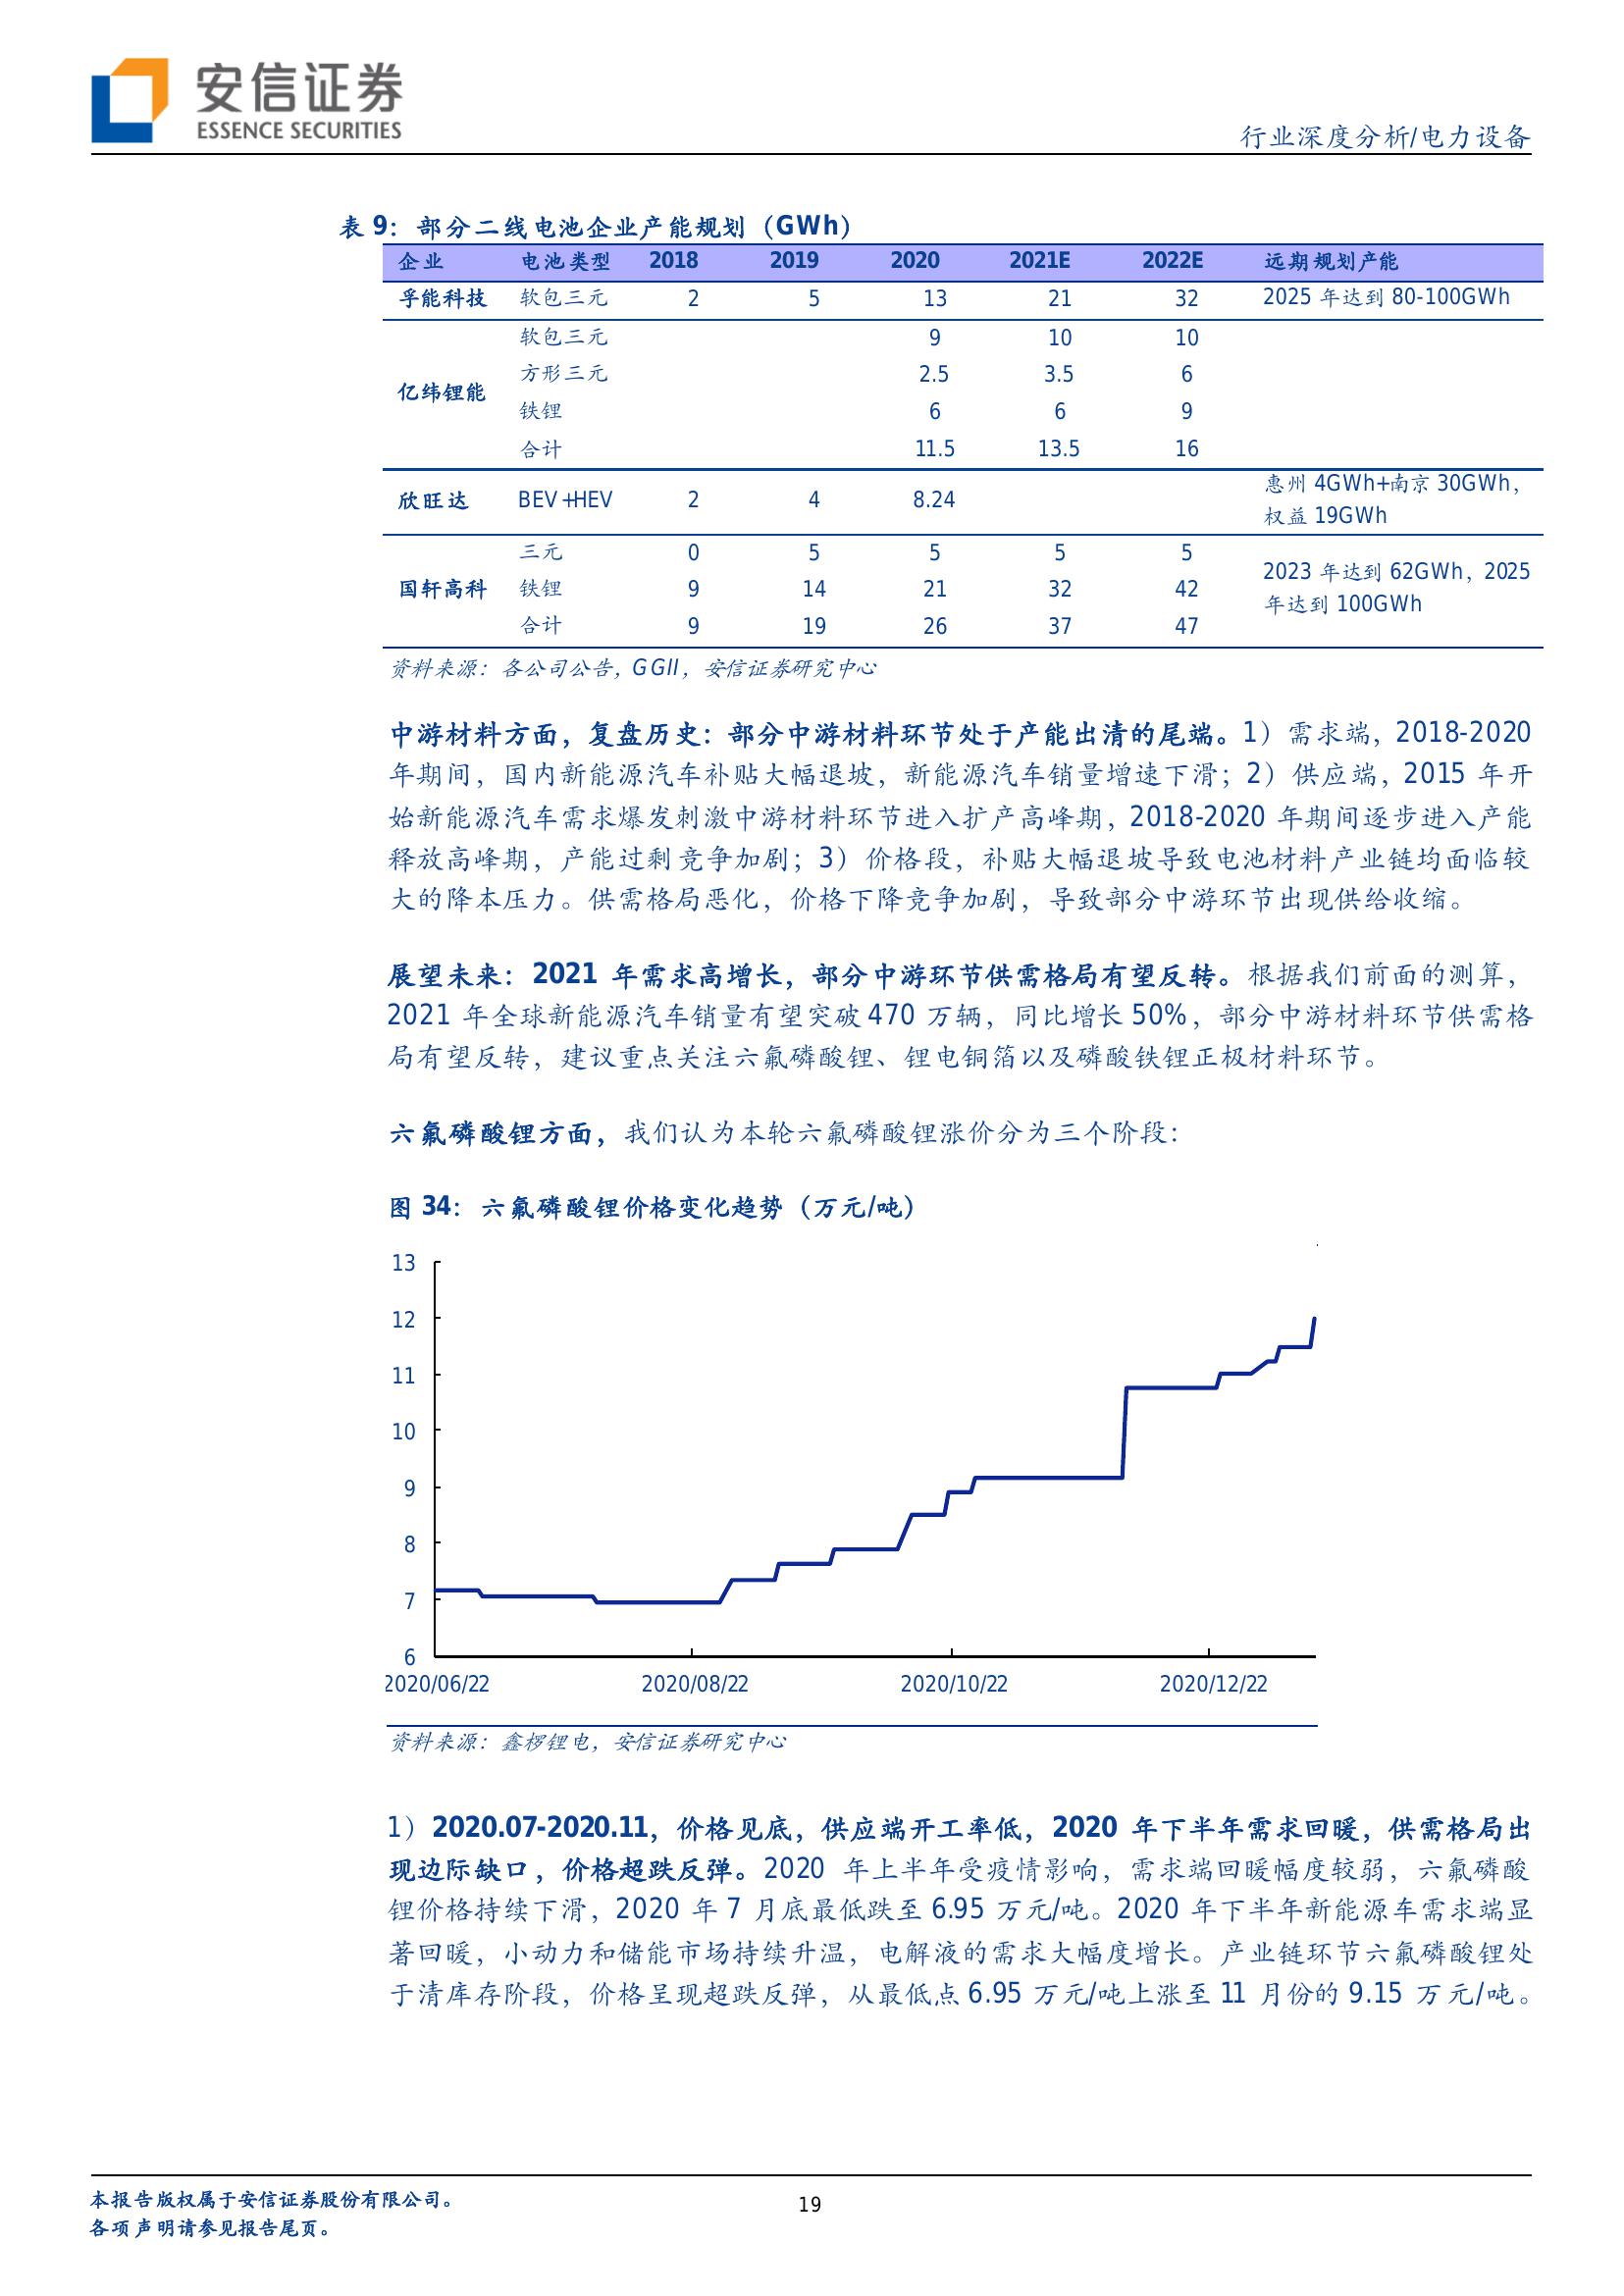 安信证券
ESSENCE SECURITIES
行业深度分析/电力设备
表 9：部分二线电池企业产能规划（GWh）
企业 电池类型 2018 2019 2020 2021E 2022E 远期规划产能
孚能科技 软包三元 2 5 13 21 32 2025 年达到 80-100GWh
亿纬锂能
软包三元 9 10 10
方形三元 2.5 3.5 6
铁锂 6 6 9
合计 11.5 13.5 16
欣旺达 BEV+HEV 2 4 8.24 惠州 4GWh+南京 30GWh，
权益 19GWh
国轩高科
三元 0 5 5 5 5
铁锂 9 14 21 32 42
合计 9 19 26 37 47
2023 年达到 62GWh，2025
年达到 100GWh
资料来源：各公司公告，GGII，安信证券研究中心
中游材料方面，复盘历史：部分中游材料环节处于产能出清的尾端。1）需求端，2018-2020
年期间，国内新能源汽车补贴大幅退坡，新能源汽车销量增速下滑；2）供应端，2015 年开
始新能源汽车需求爆发刺激中游材料环节进入扩产高峰期，2018-2020 年期间逐步进入产能
释放高峰期，产能过剩竞争加剧；3）价格段，补贴大幅退坡导致电池材料产业链均面临较
大的降本压力。供需格局恶化，价格下降竞争加剧，导致部分中游环节出现供给收缩。
展望未来：2021 年需求高增长，部分中游环节供需格局有望反转。根据我们前面的测算，
2021 年全球新能源汽车销量有望突破 470 万辆，同比增长 50%，部分中游材料环节供需格
局有望反转，建议重点关注六氟磷酸锂、锂电铜箔以及磷酸铁锂正极材料环节。
六氟磷酸锂方面，我们认为本轮六氟磷酸锂涨价分为三个阶段：
图 34：六氟磷酸锂价格变化趋势（万元/吨）
13
12
11
10
9
8
7
6
2020/06/22 2020/08/22 2020/10/22 2020/12/22
资料来源：鑫椤锂电，安信证券研究中心
1）2020.07-2020.11，价格见底，供应端开工率低，2020 年下半年需求回暖，供需格局出
现边际缺口，价格超跌反弹。2020 年上半年受疫情影响，需求端回暖幅度较弱，六氟磷酸
锂价格持续下滑，2020 年 7 月底最低跌至 6.95 万元/吨。2020 年下半年新能源车需求端显
著回暖，小动力和储能市场持续升温，电解液的需求大幅度增长。产业链环节六氟磷酸锂处
于清库存阶段，价格呈现超跌反弹，从最低点 6.95 万元/吨上涨至 11 月份的 9.15 万元/吨。
本报告版权属于安信证券股份有限公司。
各项声明请参见报告尾页。
19